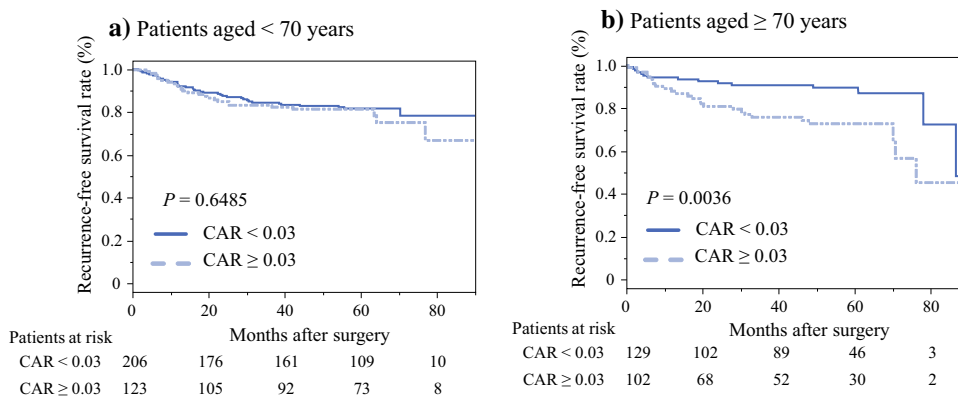 a) Patients aged < 70 years
Recurrence-free survival rate (%)
1.0
0.8
0.6
0.4
0.2
0
P = 0.6485
CAR < 0.03
CAR ≥ 0.03
0 20 40 60 80
Months after surgery
Patients at risk
CAR < 0.03 206 176 161 109 10
CAR ≥ 0.03 123 105 92 73 8
b) Patients aged ≥ 70 years
Recurrence-free survival rate (%)
1.0
0.8
0.6
0.4
0.2
0
P = 0.0036
CAR < 0.03
CAR ≥ 0.03
0 20 40 60 80
Months after surgery
Patients at risk
CAR < 0.03 129 102 89 46 3
CAR ≥ 0.03 102 68 52 30 2